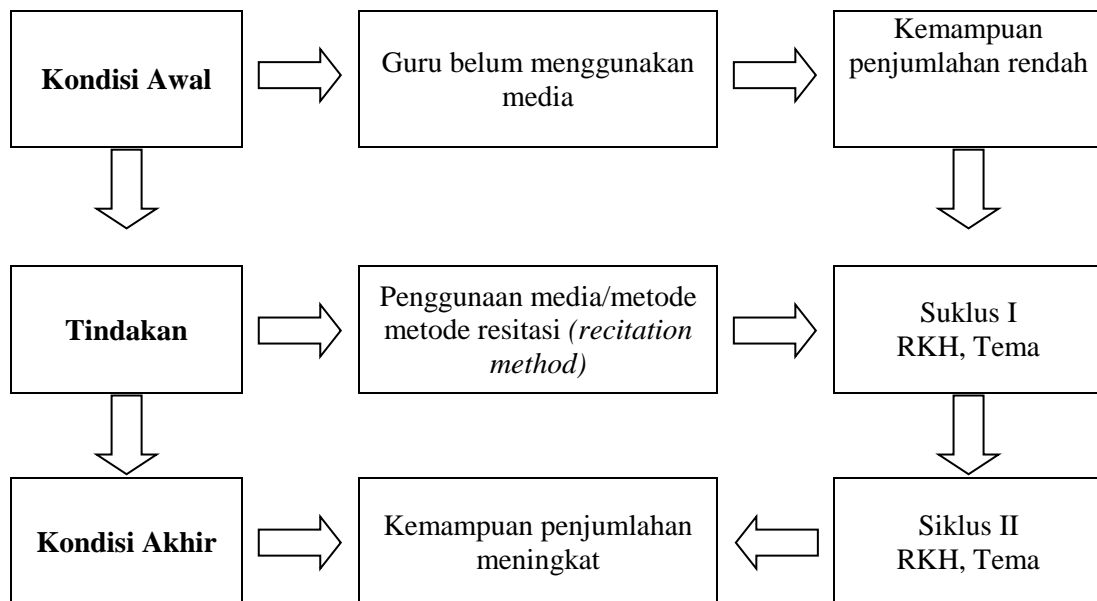 Kondisi Awal
Guru belum menggunakan
media
Kemampuan
penjumlahan rendah
Tindakan
Penggunaan media/metode
metode resitasi (recitation
method)
Suklus I
RKH, Tema
Kondisi Akhir
Kemampuan penjumlahan
meningkat
Siklus II
RKH, Tema